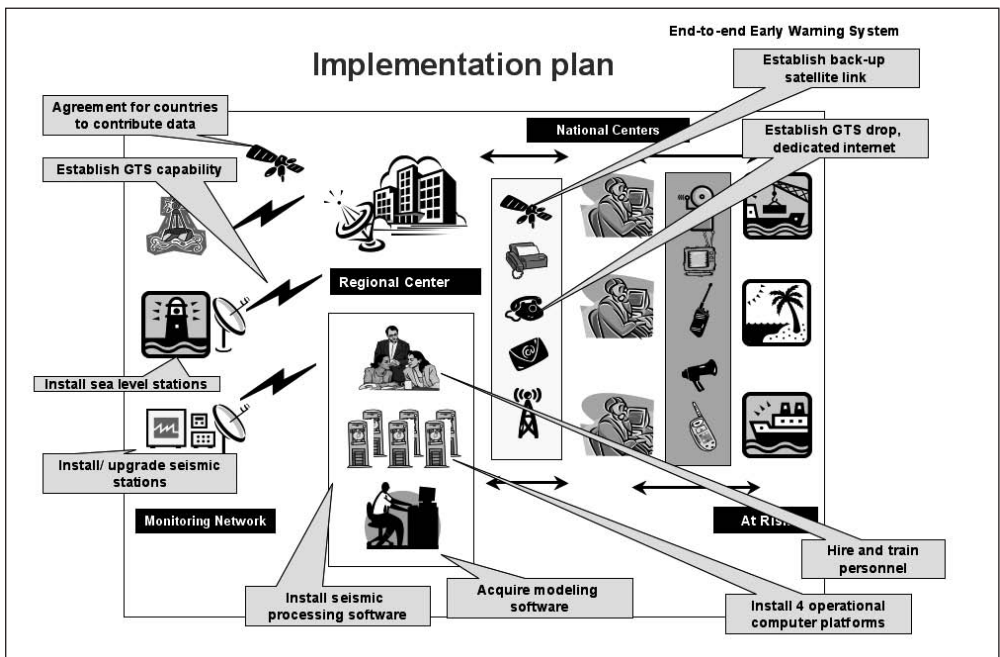 End-to-end Early Warning System
Implementation plan
Establish back-up
satellite link
Agreement for countries
to contribute data
National Centers
Establish GTS drop,
dedicated internet
Establish GTS capability
Regional Center
Install sea level stations
Install/ upgrade seismic
stations
Monitoring Network
At Ris
Hire and train
personnel
Install seismic
processing software
Acquire modeling
software
Install 4 operational
computer platforms